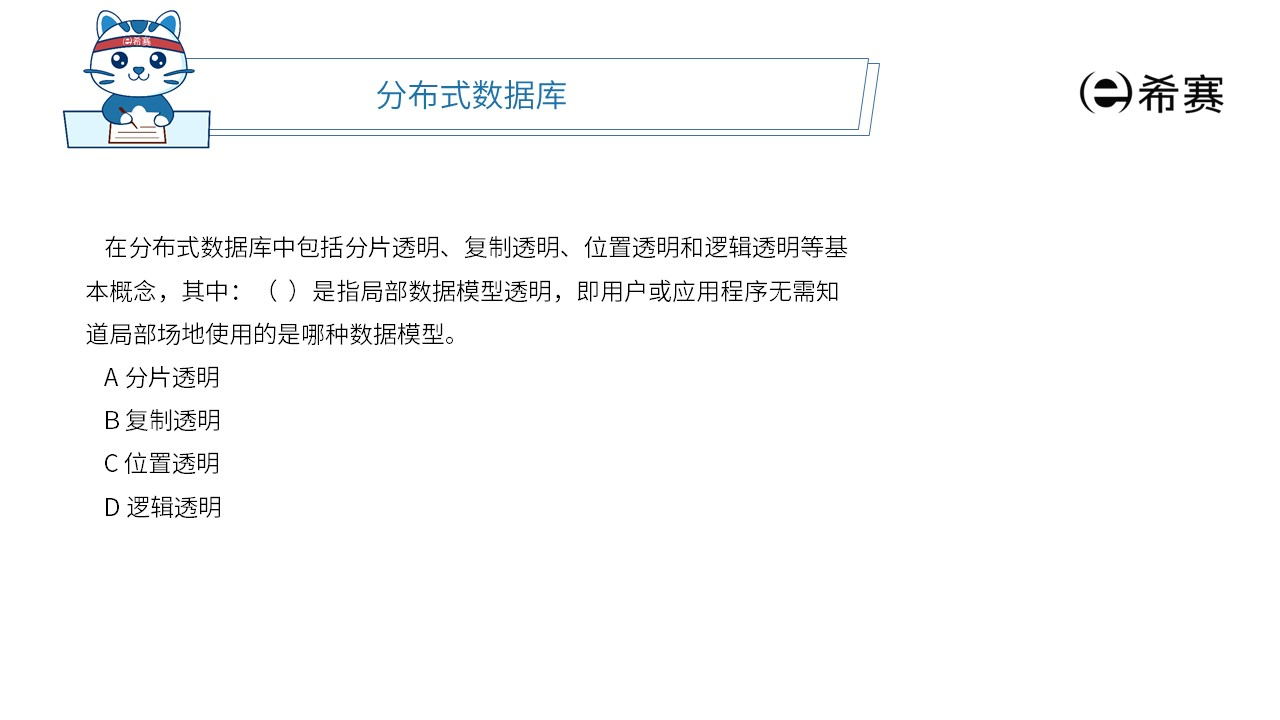 希赛
分布式数据库
希赛
在分布式数据库中包括分片透明、复制透明、位置透明和逻辑透明等基
本概念，其中：（ ）是指局部数据模型透明，即用户或应用程序无需知
道局部场地使用的是哪种数据模型。
A 分片透明
B 复制透明
C 位置透明
D 逻辑透明